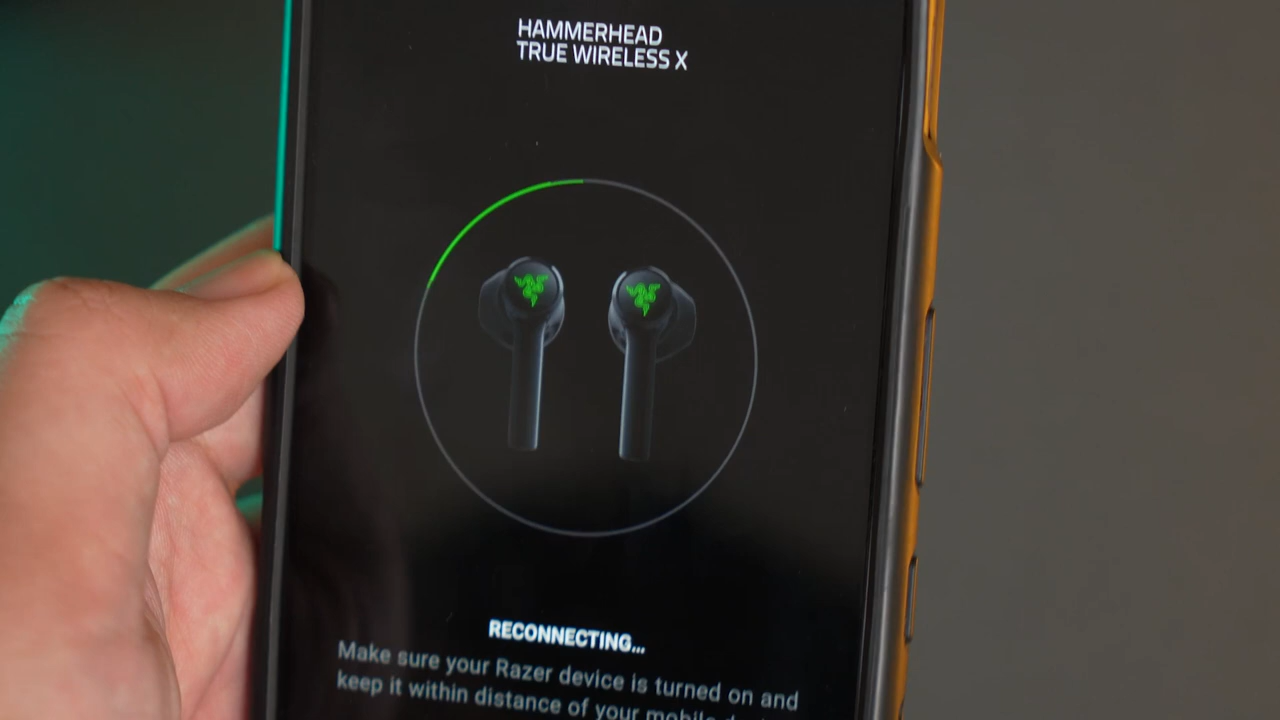 HAMMERHEAD
TRUE WIRELESS X
RECONNECTING...
Make sure your Razer device is turned on and
keep it within distance of your mobile